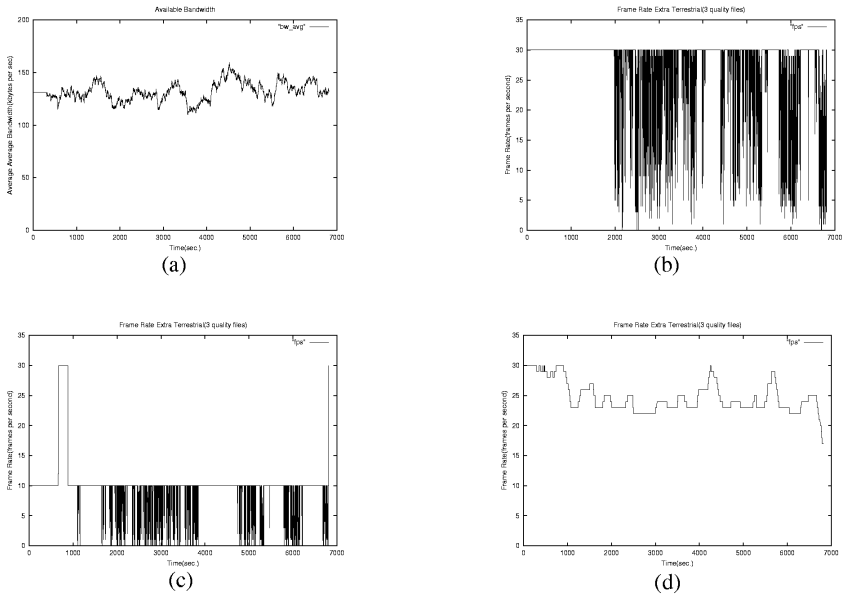 Available Bandwidth
"bw_avg"
Average Average Bandwidth(kbytes per sec)
200
150
100
50
0
0 1000 2000 3000 4000 5000 6000 7000
Time(sec.)
(a)
Frame Rate Extra Terrestrial(3 quality files)
"fps"
Frame Rate(frames per second)
35
30
25
20
15
10
5
0
0 1000 2000 3000 4000 5000 6000 7000
Time(sec.)
(b)
Frame Rate Extra Terrestrial(3 quality files)
"fps"
Frame Rate(frames per second)
35
30
25
20
15
10
5
0
0 1000 2000 3000 4000 5000 6000 7000
Time(sec.)
(c)
Frame Rate Extra Terrestrial(3 quality files)
"fps"
Frame Rate(frames per second)
35
30
25
20
15
10
5
0
0 1000 2000 3000 4000 5000 6000 7000
Time(sec.)
(d)